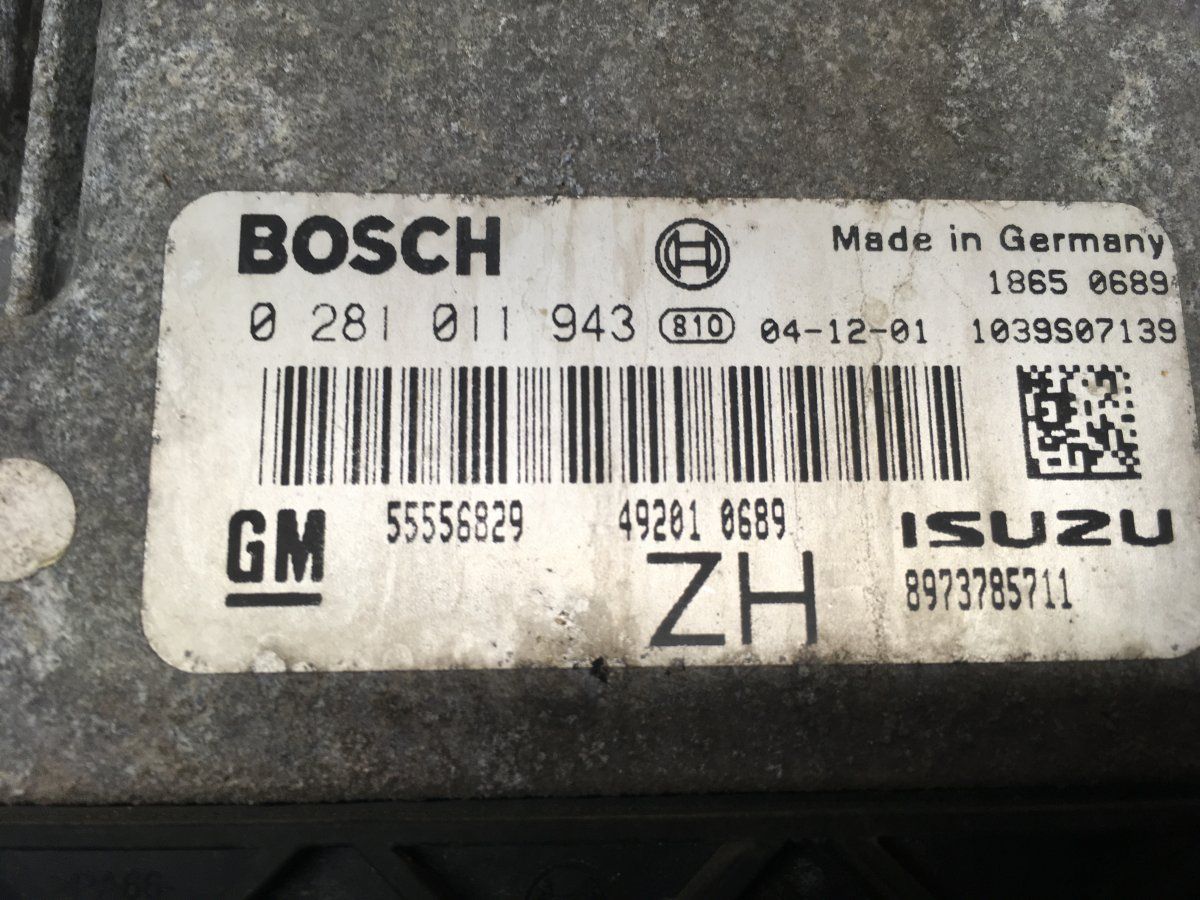 BOSCH
Made in Germany
1865 0689
0 281 011 943 810 04-12-01 1039S07139
GM 55556829 49201 0689 ISUZU
ZH 8973785711